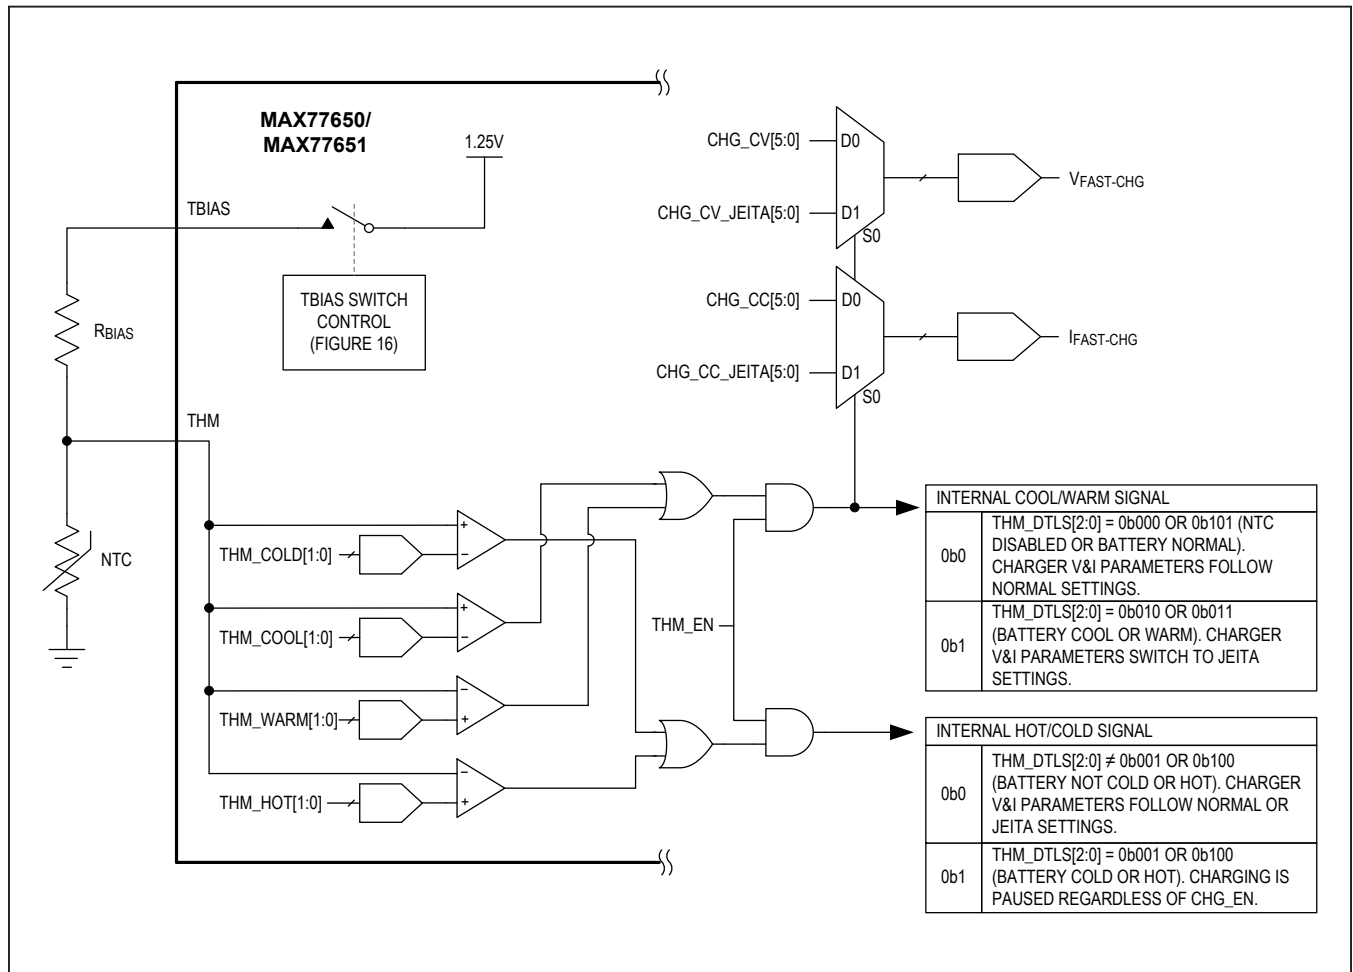 MAX77650/
MAX77651
1.25V
TBIAS
TBIAS SWITCH
CONTROL
(FIGURE 16)
RBIAS
THM
NTC
CHG_CV[5:0]
D0
CHG_CV_JEITA[5:0]
D1
S0
VFAST-CHG
CHG_CC[5:0]
D0
CHG_CC_JEITA[5:0]
D1
S0
IFAST-CHG
+
THM_COLD[1:0]
−
+
THM_COOL[1:0]
−
−
THM_WARM[1:0]
+
−
THM_HOT[1:0]
+
THM_EN
INTERNAL COOL/WARM SIGNAL
0b0
THM_DTLS[2:0] = 0b000 OR 0b101 (NTC
DISABLED OR BATTERY NORMAL).
CHARGER V&I PARAMETERS FOLLOW
NORMAL SETTINGS.
0b1
THM_DTLS[2:0] = 0b010 OR 0b011
(BATTERY COOL OR WARM). CHARGER
V&I PARAMETERS SWITCH TO JEITA
SETTINGS.
INTERNAL HOT/COLD SIGNAL
0b0
THM_DTLS[2:0] ≠ 0b001 OR 0b100
(BATTERY NOT COLD OR HOT). CHARGER
V&I PARAMETERS FOLLOW NORMAL OR
JEITA SETTINGS.
0b1
THM_DTLS[2:0] = 0b001 OR 0b100
(BATTERY COLD OR HOT). CHARGING IS
PAUSED REGARDLESS OF CHG_EN.